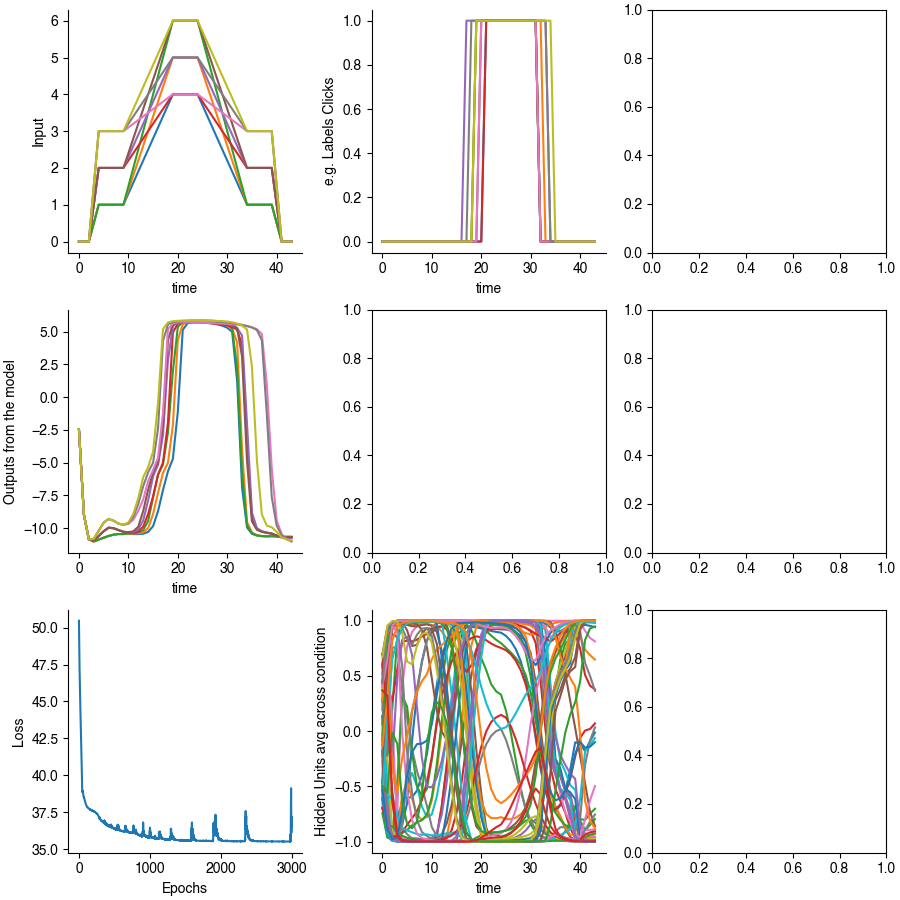 Input
6
5
4
3
2
1
0
0 10 20 30 40
time
e.g. Labels Clicks
1.0
0.8
0.6
0.4
0.2
0.0
0 10 20 30 40
time
1.0
0.8
0.6
0.4
0.2
0.0
0.0 0.2 0.4 0.6 0.8 1.0
Outputs from the model
5.0
2.5
0.0
−2.5
−5.0
−7.5
−10.0
0 10 20 30 40
time
1.0
0.8
0.6
0.4
0.2
0.0
0.0 0.2 0.4 0.6 0.8 1.0
1.0
0.8
0.6
0.4
0.2
0.0
0.0 0.2 0.4 0.6 0.8 1.0
Loss
50.0
47.5
45.0
42.5
40.0
37.5
35.0
0 1000 2000 3000
Epochs
Hidden Units avg across condition
1.0
0.5
0.0
−0.5
−1.0
0 10 20 30 40
time
1.0
0.8
0.6
0.4
0.2
0.0
0.0 0.2 0.4 0.6 0.8 1.0